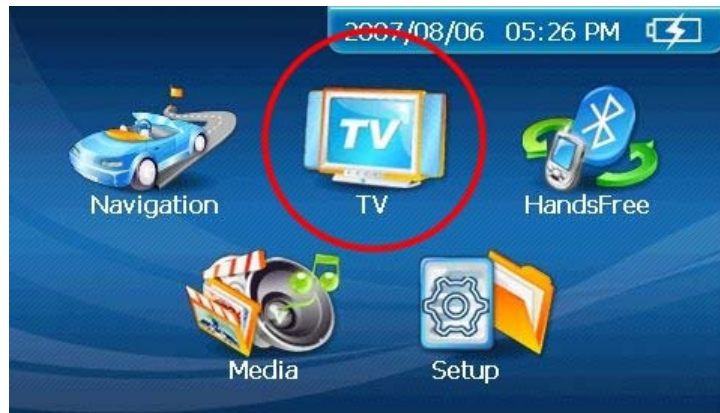 2007/08/06 05:26 PM
TV
Navigation
TV
HandsFree
Media
Setup